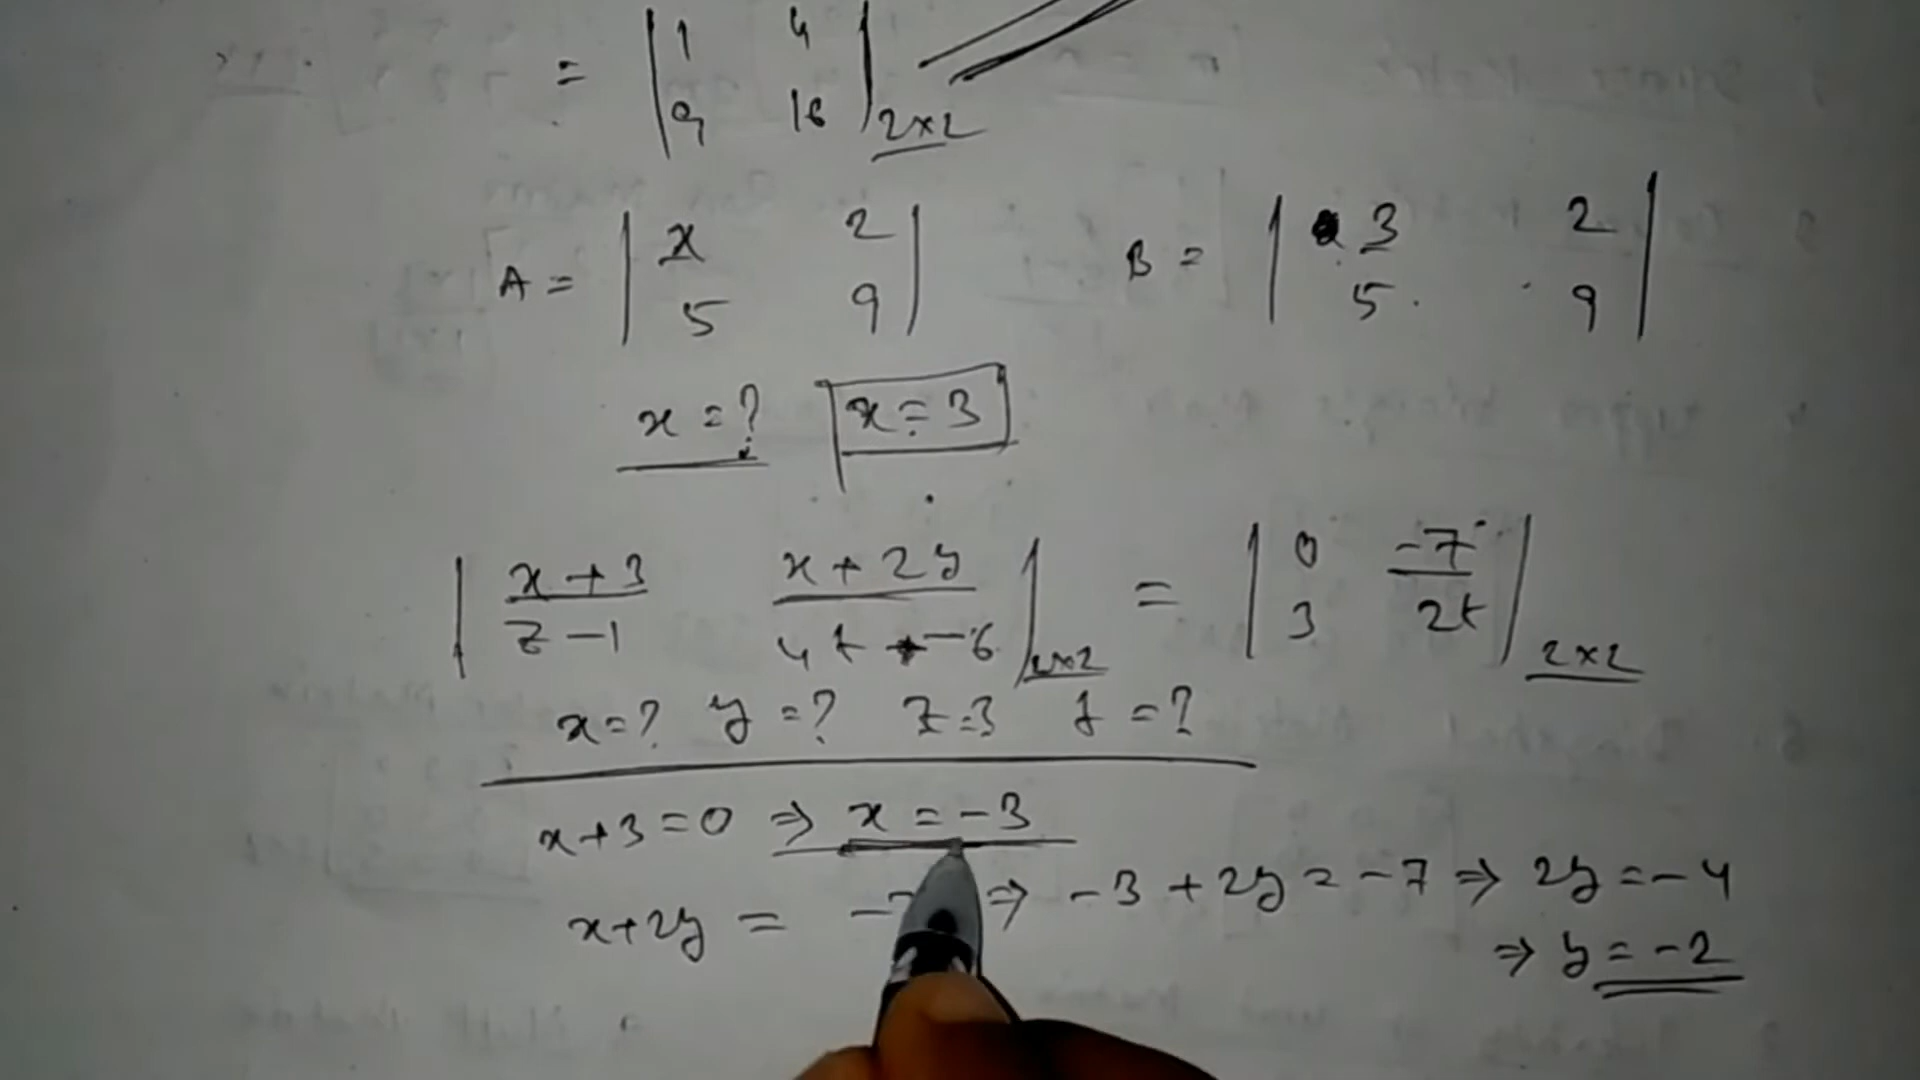 = | 1 4 |
| 9 16 | 2×2
A = | x 2 | B = | 3 2 |
| 5 9 | | 5 9 |
x = ? x = 3
| x + 3 x + 2y | = | 0 -7 |
| z - 1 4t - 6 | 2×2 | 3 2t | 2×2
x = ? y = ? z = ? t = ?
x + 3 = 0 ⇒ x = -3
x + 2y = -7 ⇒ -3 + 2y = -7 ⇒ 2y = -4
⇒ y = -2